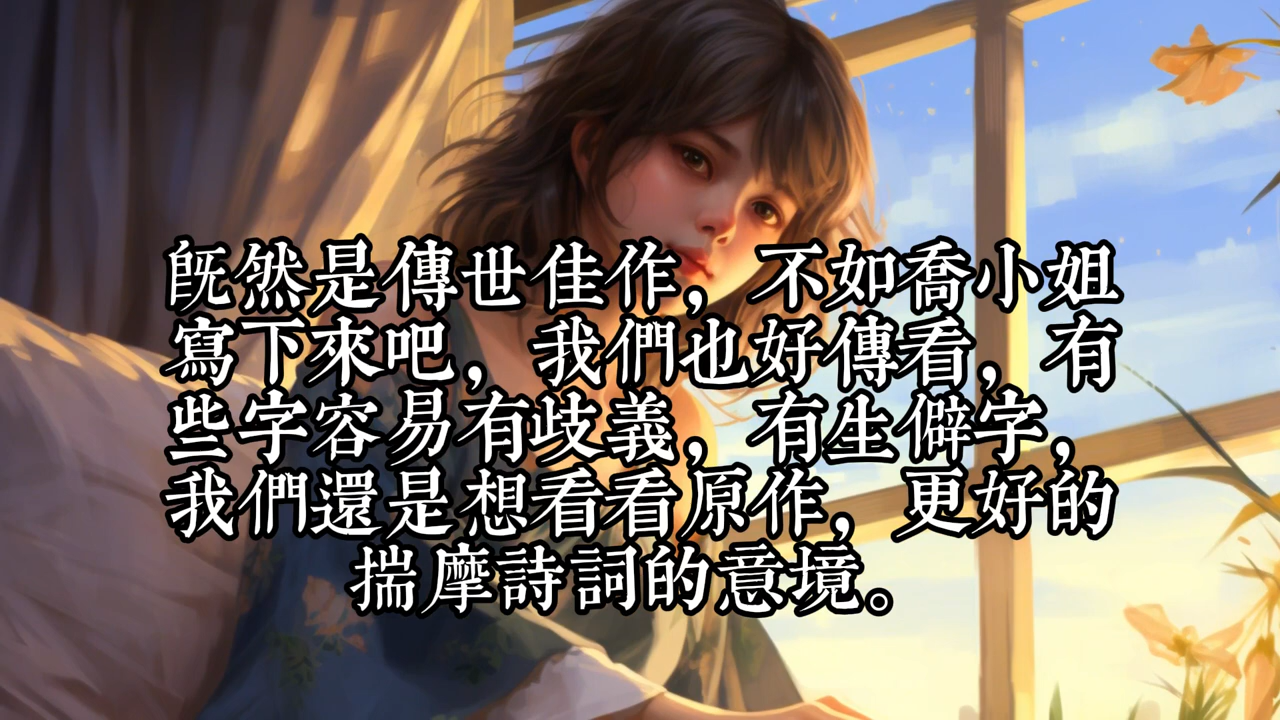 既然是傳世佳作，不如喬小姐
寫下來吧，我們也好傳看，有
些字容易有歧義，有生僻字，
我們還是想看看原作，更好的
揣摩詩詞的意境。